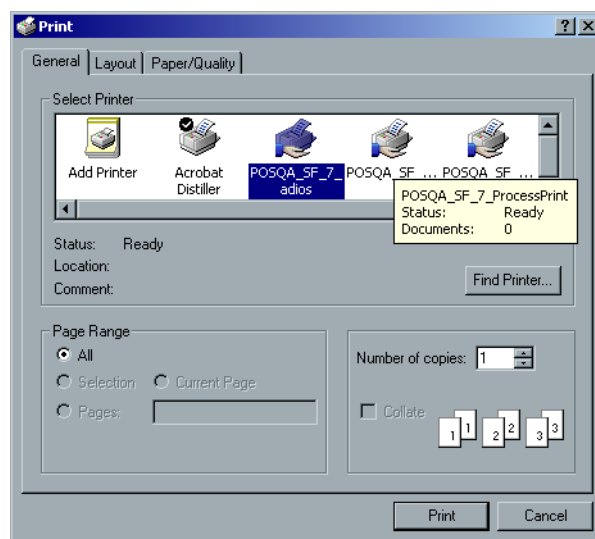 Print
General Layout Paper/Quality
Select Printer
Add Printer
Acrobat
Distiller
POSQA_SF_7_
adios
POSQA_SF ...
POSQA_SF ...
POSQA_SF_7_ProcessPrint
Status: Ready
Documents: 0
Status: Ready
Location:
Comment:
Find Printer...
Page Range
All
Selection Current Page
Pages:
Number of copies: 1
Collate
1 1 2 2 3 3
Print Cancel